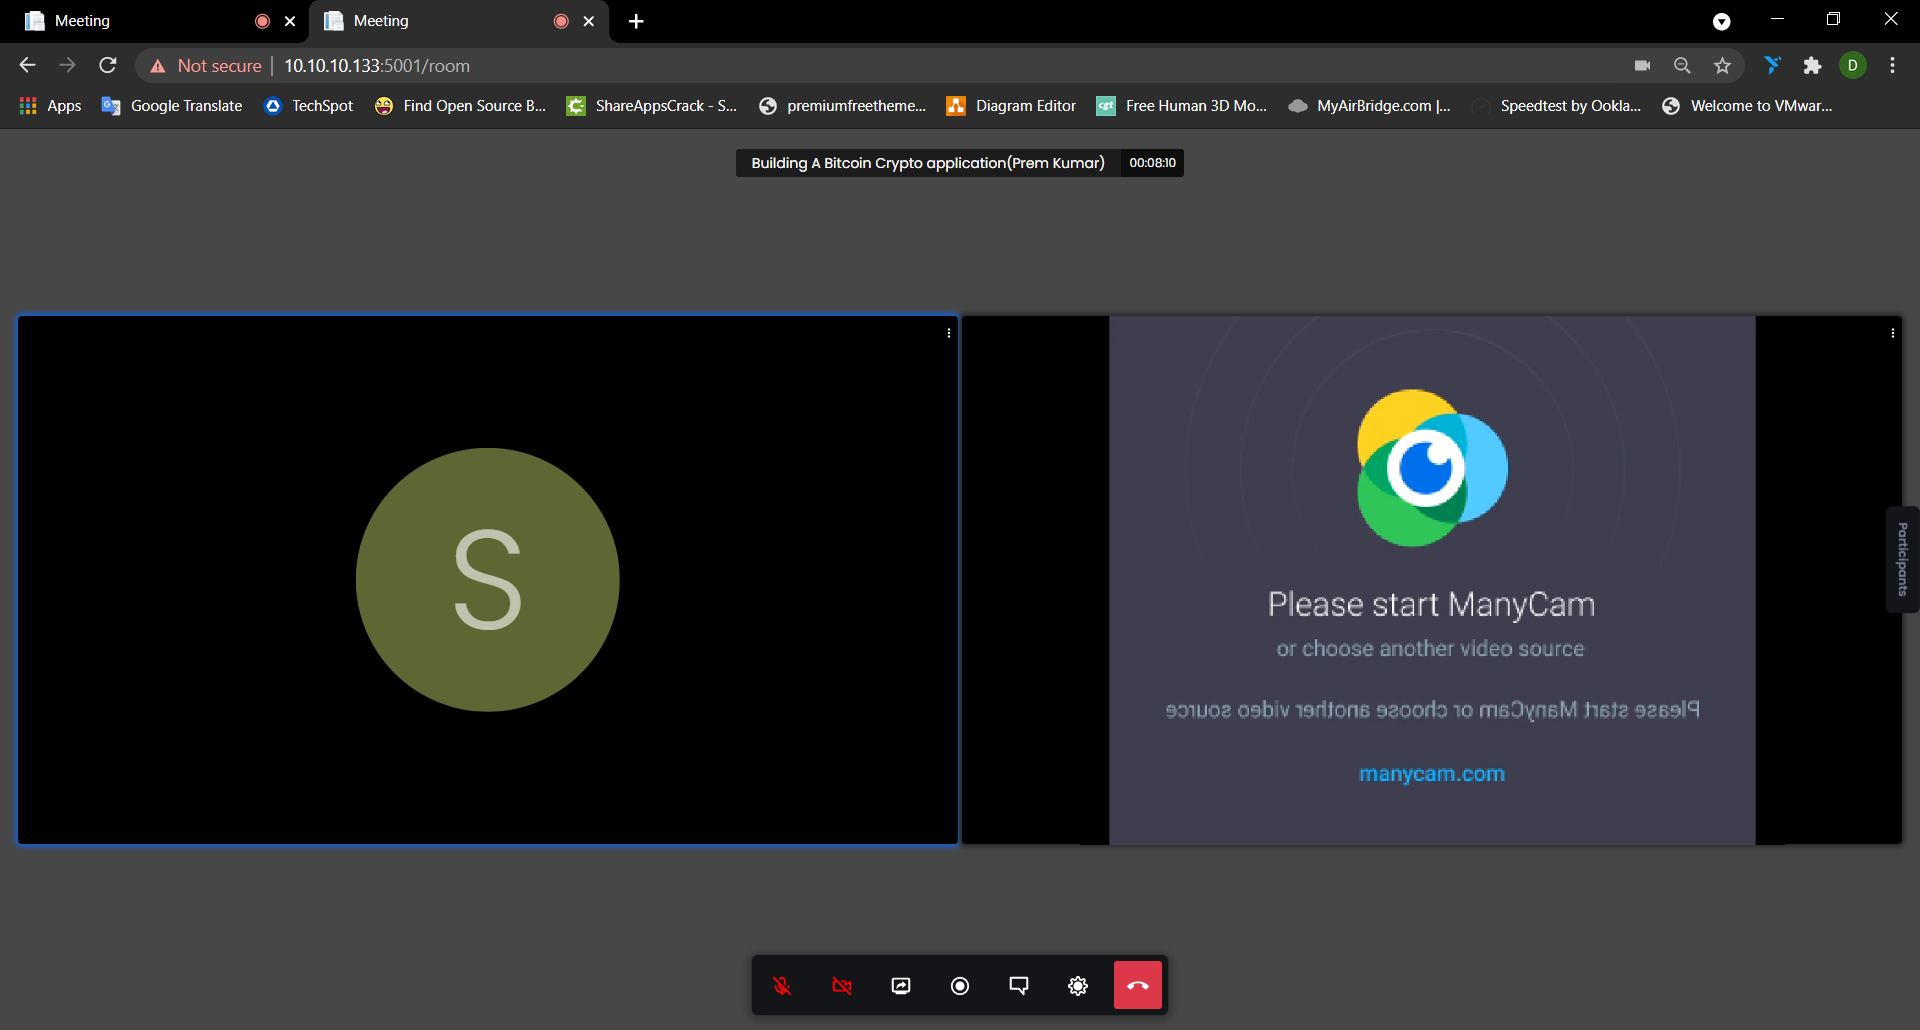 Meeting
Meeting
Not secure
10.10.10.133:5001/room
D
Apps
Google Translate
TechSpot
Find Open Source B...
ShareAppsCrack - S...
premiumfreetheme...
Diagram Editor
cgt
Free Human 3D Mo...
MyAirBridge.com |...
Speedtest by Ookla...
Welcome to VMwar...
Building A Bitcoin Crypto application(Prem Kumar)
00:08:10
S
Please start ManyCam
or choose another video source
Please start ManyCam or choose another video source
manycam.com
Participants